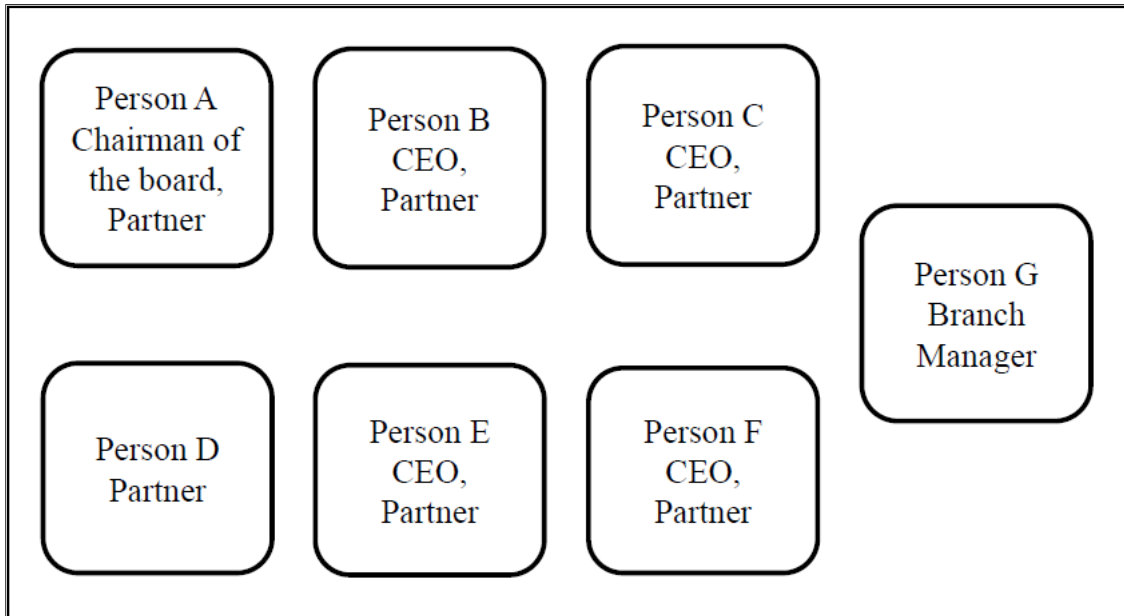 Person A
Chairman of
the board,
Partner
Person B
CEO,
Partner
Person C
CEO,
Partner
Person G
Branch
Manager
Person D
Partner
Person E
CEO,
Partner
Person F
CEO,
Partner